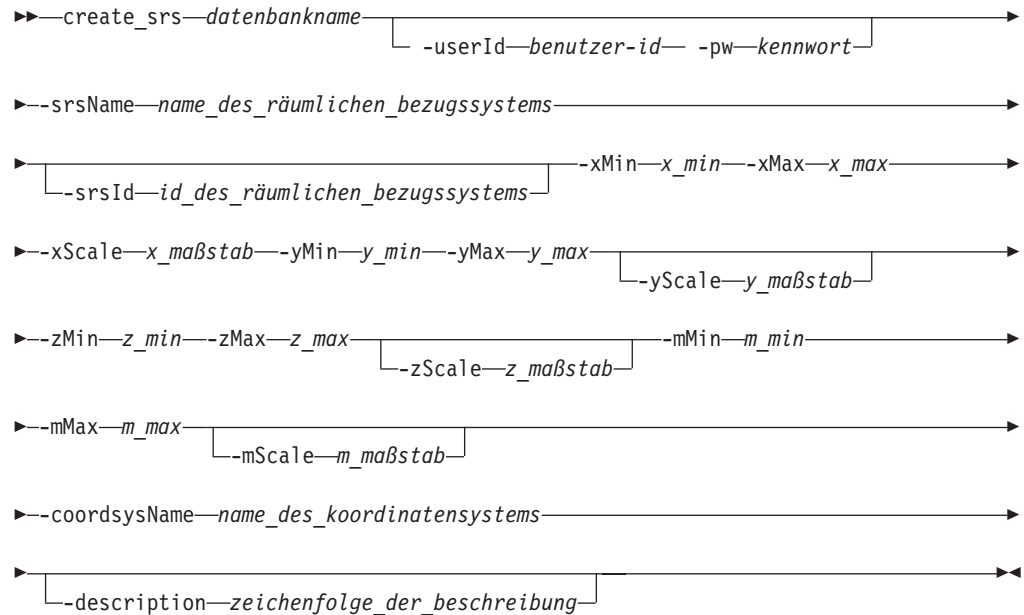 create_srs datenbankname
-userId benutzer-id -pw kennwort
-srsName name_des_räumlichen_bezugssystems
-xMin x_min -xMax x_max
-srsId id_des_räumlichen_bezugssystems
-xScale x_maßstab -yMin y_min -yMax y_max
-yScale y_maßstab
-zMin z_min -zMax z_max -mMin m_min
-zScale z_maßstab
-mMax m_max
-mScale m_maßstab
-coordsysName name_des_koordinatensystems
-description zeichenfolge_der_beschreibung